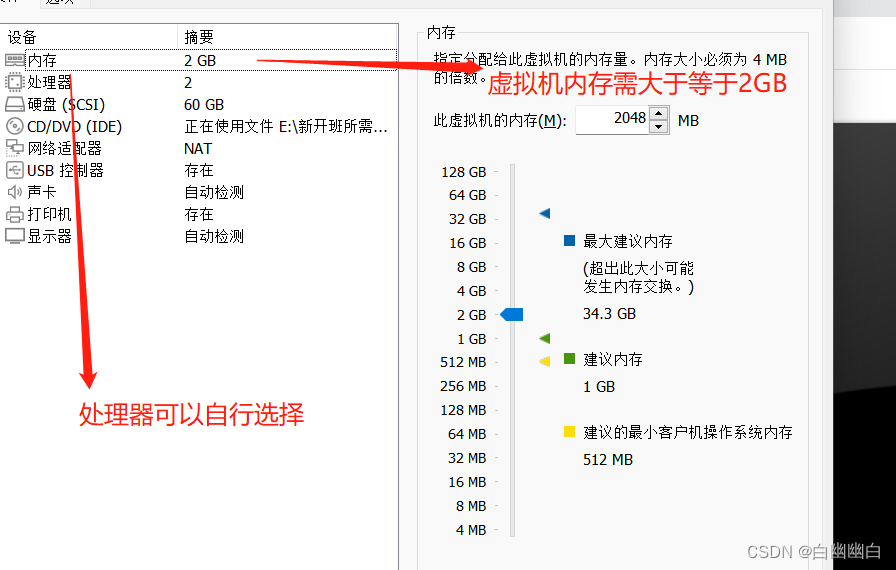 设备 摘要
内存 2 GB
处理器 2
硬盘 (SCSI) 60 GB
CD/DVD (IDE) 正在使用文件 E:\新开班所需...
网络适配器 NAT
USB 控制器 存在
声卡 自动检测
打印机 存在
显示器 自动检测
处理器可以自行选择
内存
指定分配给此虚拟机的内存量。内存大小必须为 4 MB
的倍数。
虚拟机内存需大于等于2GB
此虚拟机的内存(M): 2048 MB
128 GB
64 GB
32 GB
16 GB
8 GB
4 GB
2 GB
1 GB
512 MB
256 MB
128 MB
64 MB
32 MB
16 MB
8 MB
4 MB
最大建议内存
(超出此大小可能
发生内存交换。)
34.3 GB
建议内存
1 GB
建议的最小客户机操作系统内存
512 MB
CSDN @白幽幽白